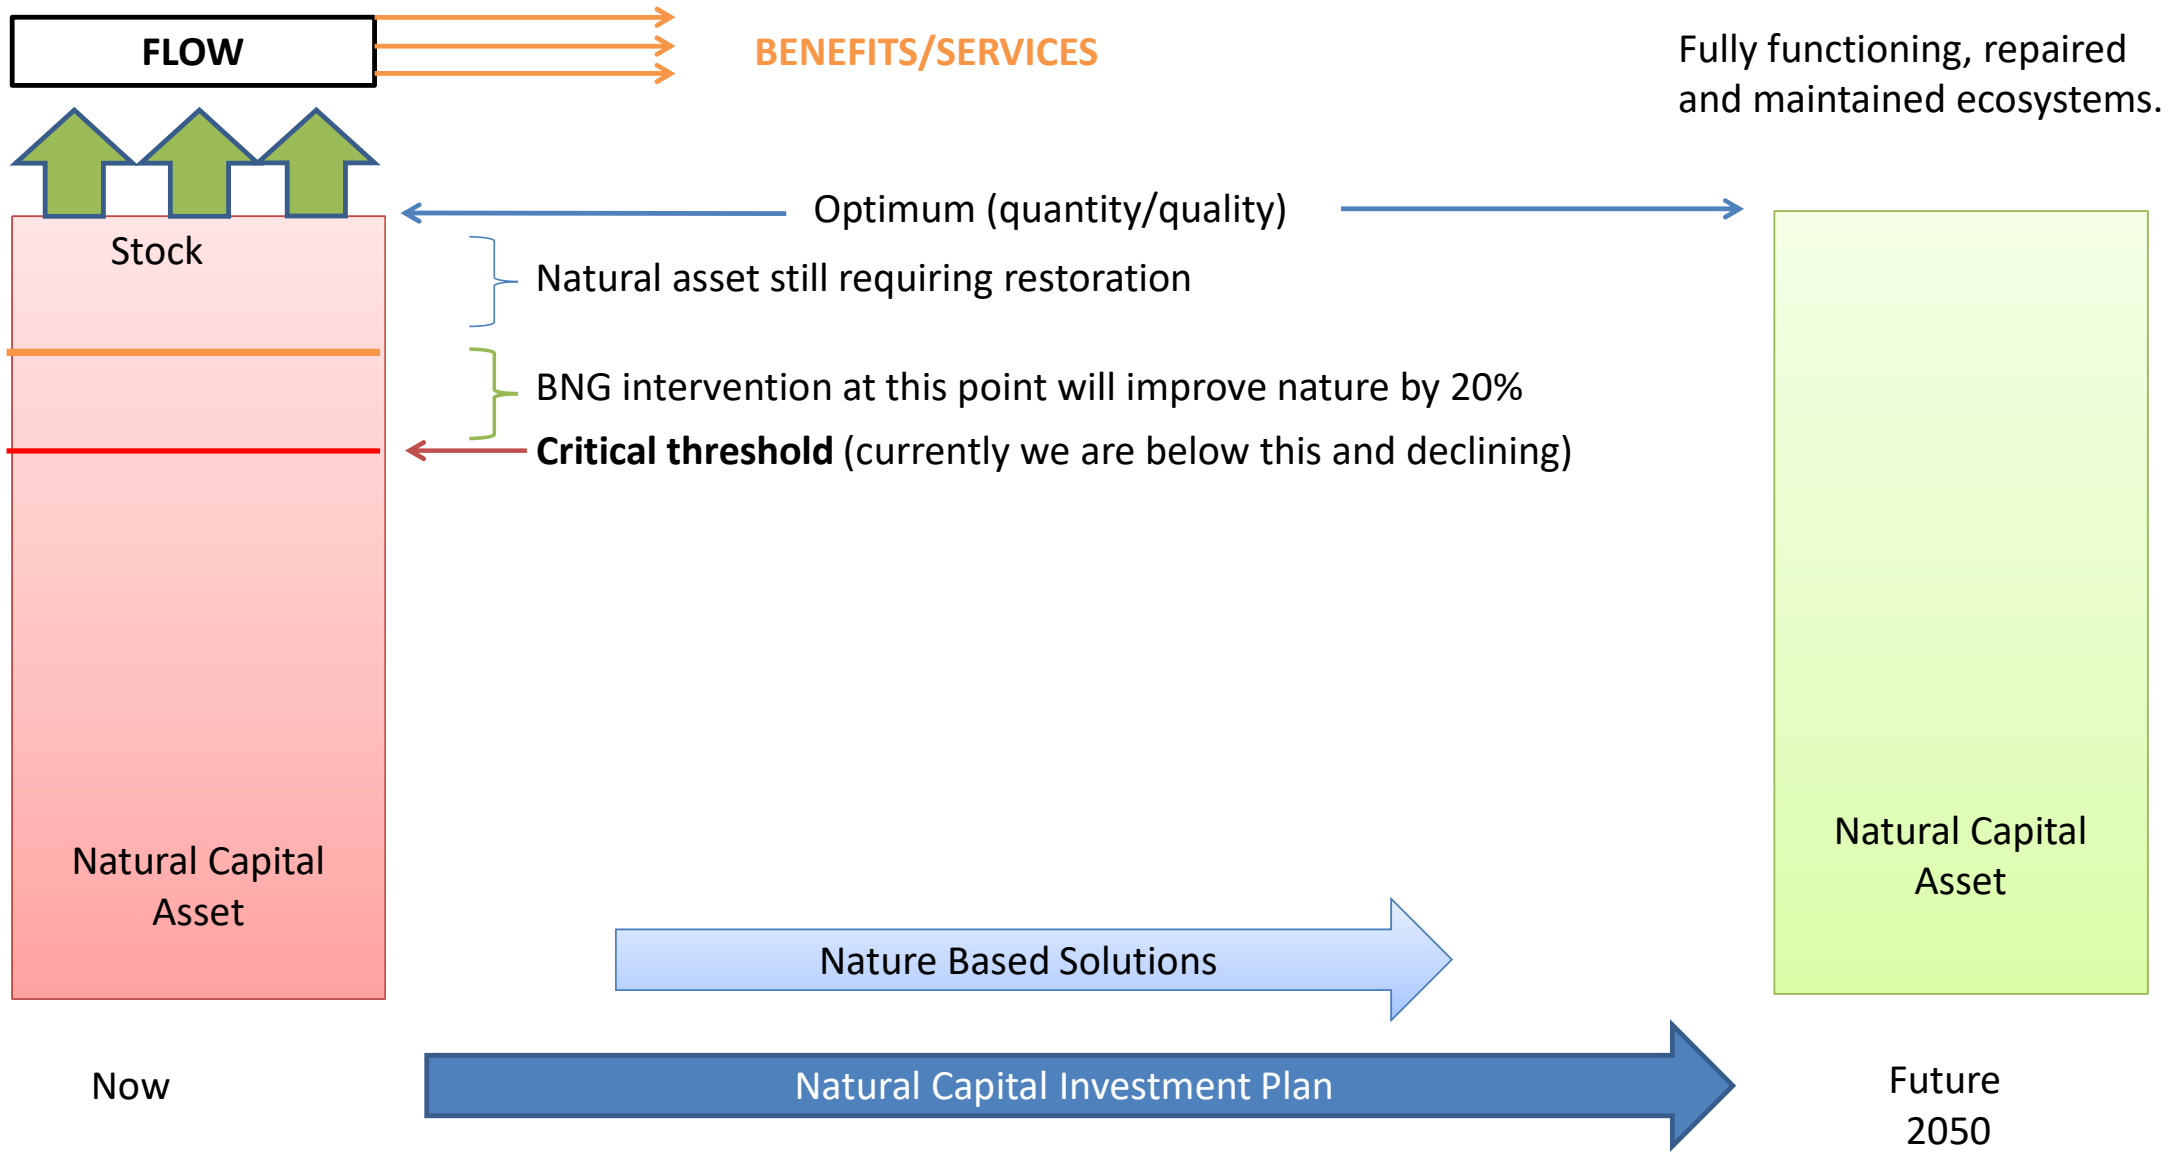 FLOW
BENEFITS/SERVICES
Fully functioning, repaired
and maintained ecosystems.
Optimum (quantity/quality)
Stock
Natural asset still requiring restoration
BNG intervention at this point will improve nature by 20%
Critical threshold (currently we are below this and declining)
Natural Capital
Asset
Natural Capital
Asset
Nature Based Solutions
Now
Natural Capital Investment Plan
Future
2050